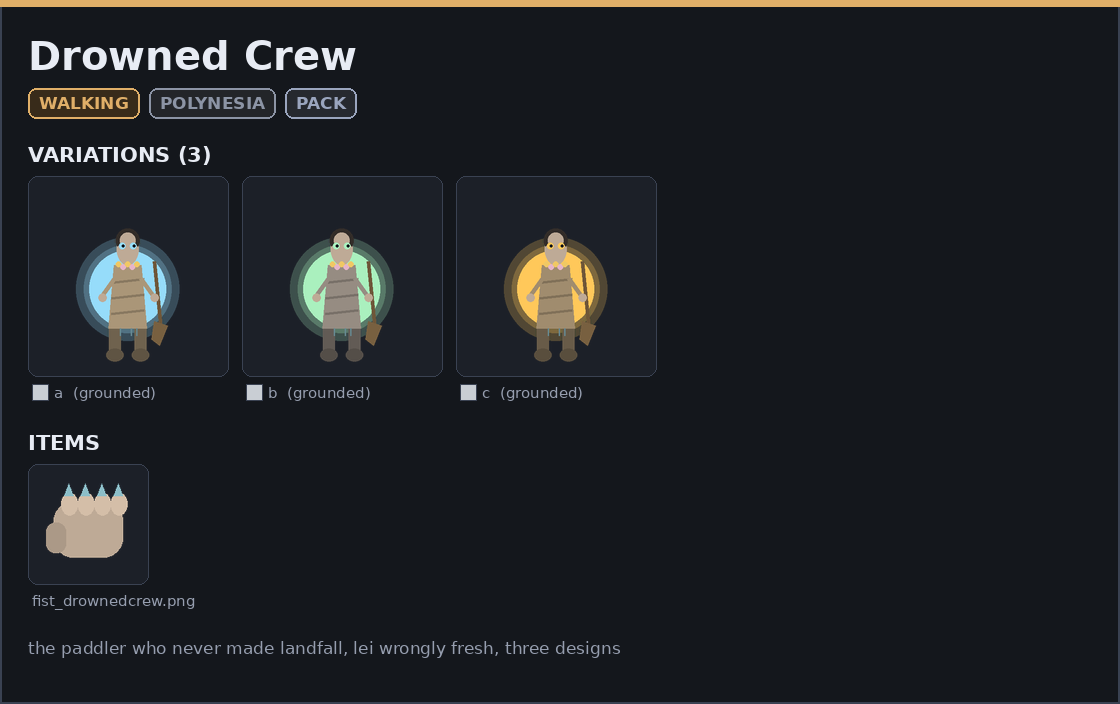 Drowned Crew
WALKING POLYNESIA PACK
VARIATIONS (3)
a (grounded) b (grounded) c (grounded)
ITEMS
fist_drownedcrew.png
the paddler who never made landfall, lei wrongly fresh, three designs